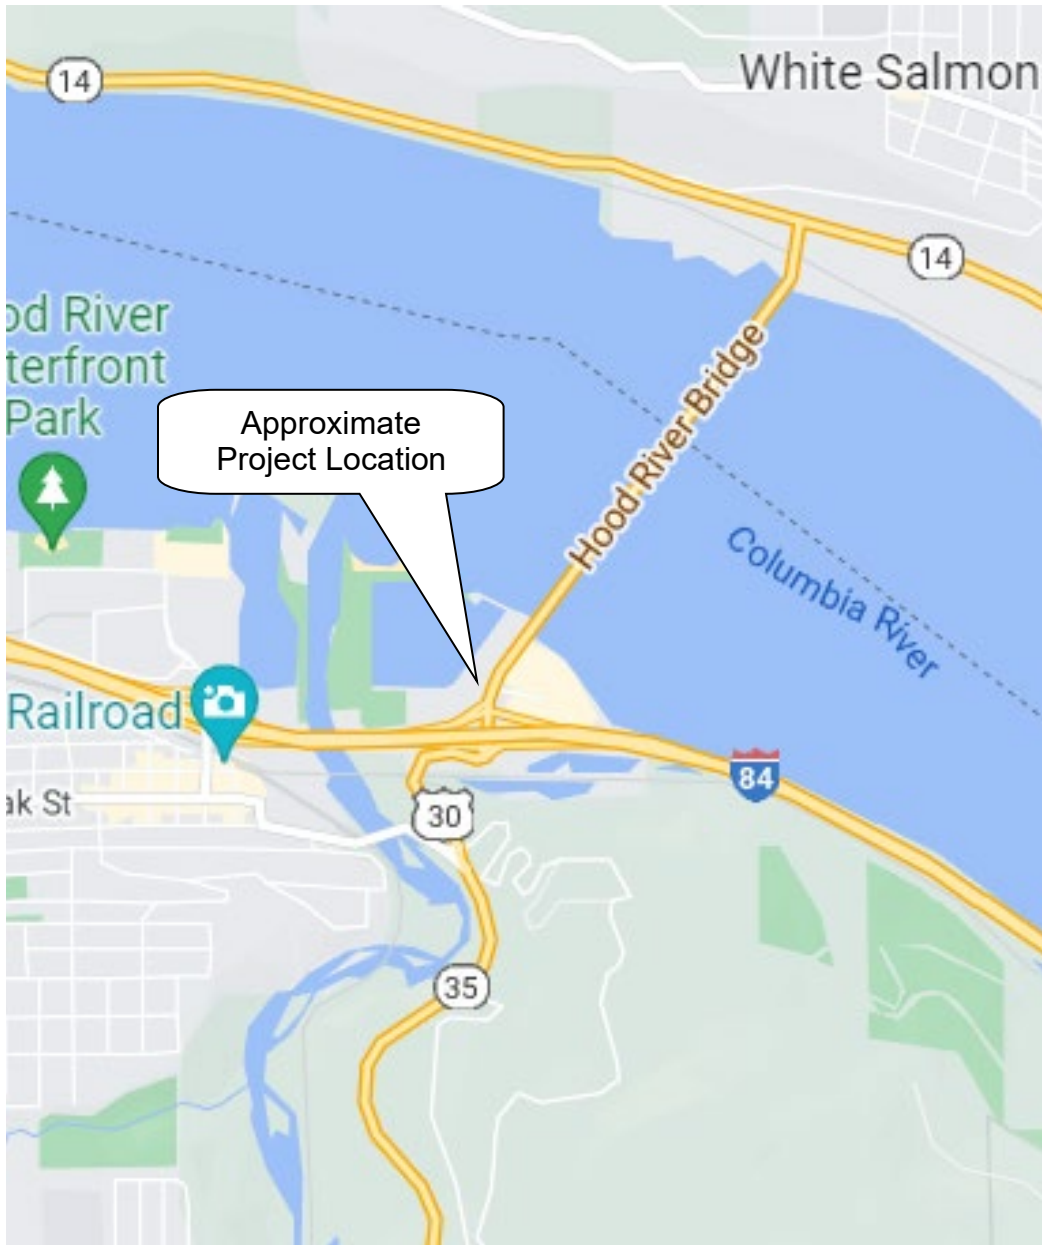 14
White Salmon
14
od River
terfront
Park
Approximate
Project Location
Hood River Bridge
Columbia River
Railroad
84
ak St
30
35